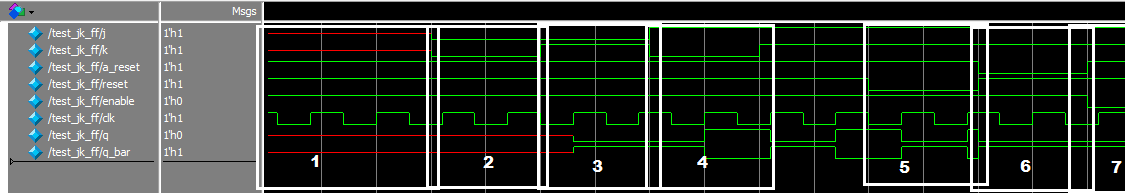 Msgs
/test_jk_ff/j 1'h1
/test_jk_ff/k 1'h1
/test_jk_ff/a_reset 1'h1
/test_jk_ff/reset 1'h1
/test_jk_ff/enable 1'h0
/test_jk_ff/clk 1'h1
/test_jk_ff/q 1'h0
/test_jk_ff/q_bar 1'h1
1 2 3 4 5 6 7